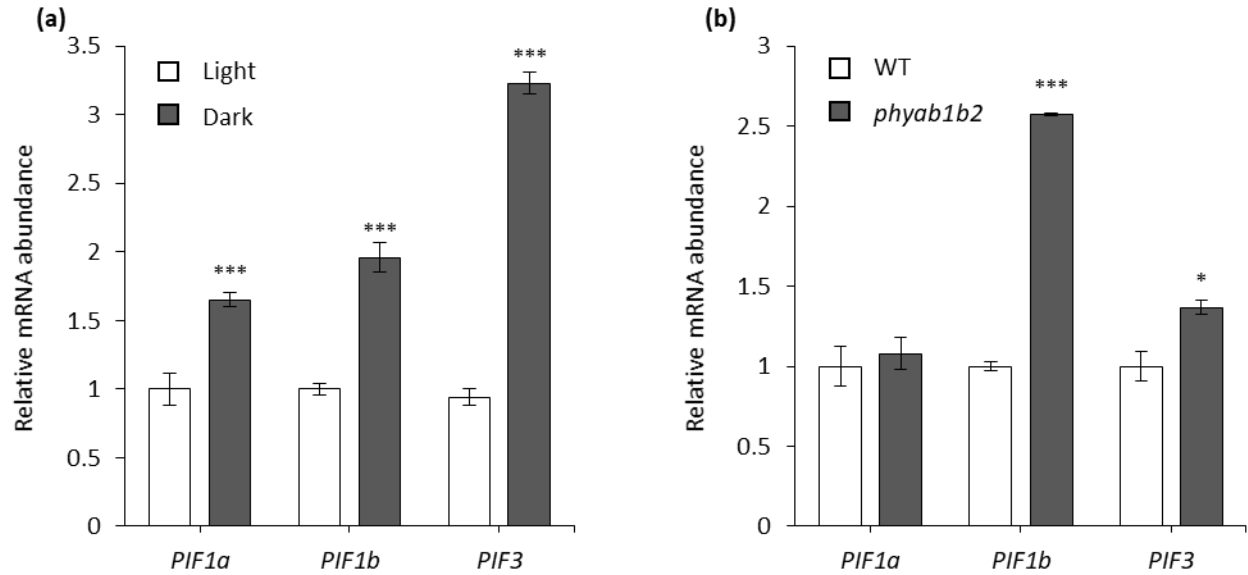 (a)
Relative mRNA abundance
3.5
3
2.5
2
1.5
1
0.5
0
Light
Dark
***
***
***
PIF1a PIF1b PIF3
(b)
Relative mRNA abundance
3
2.5
2
1.5
1
0.5
0
WT
phyab1b2
***
*
PIF1a PIF1b PIF3